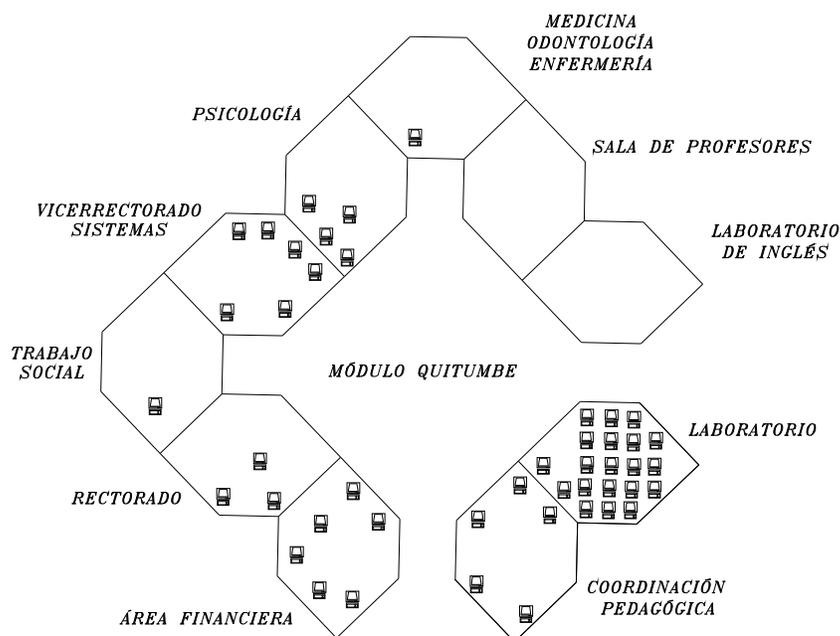 MEDICINA
ODONTOLOGÍA
ENFERMERÍA
PSICOLOGÍA
SALA DE PROFESORES
VICERRECTORADO
SISTEMAS
LABORATORIO
DE INGLÉS
TRABAJO
SOCIAL
MÓDULO QUITUMBE
LABORATORIO
RECTORADO
COORDINACIÓN
PEDAGÓGICA
ÁREA FINANCIERA